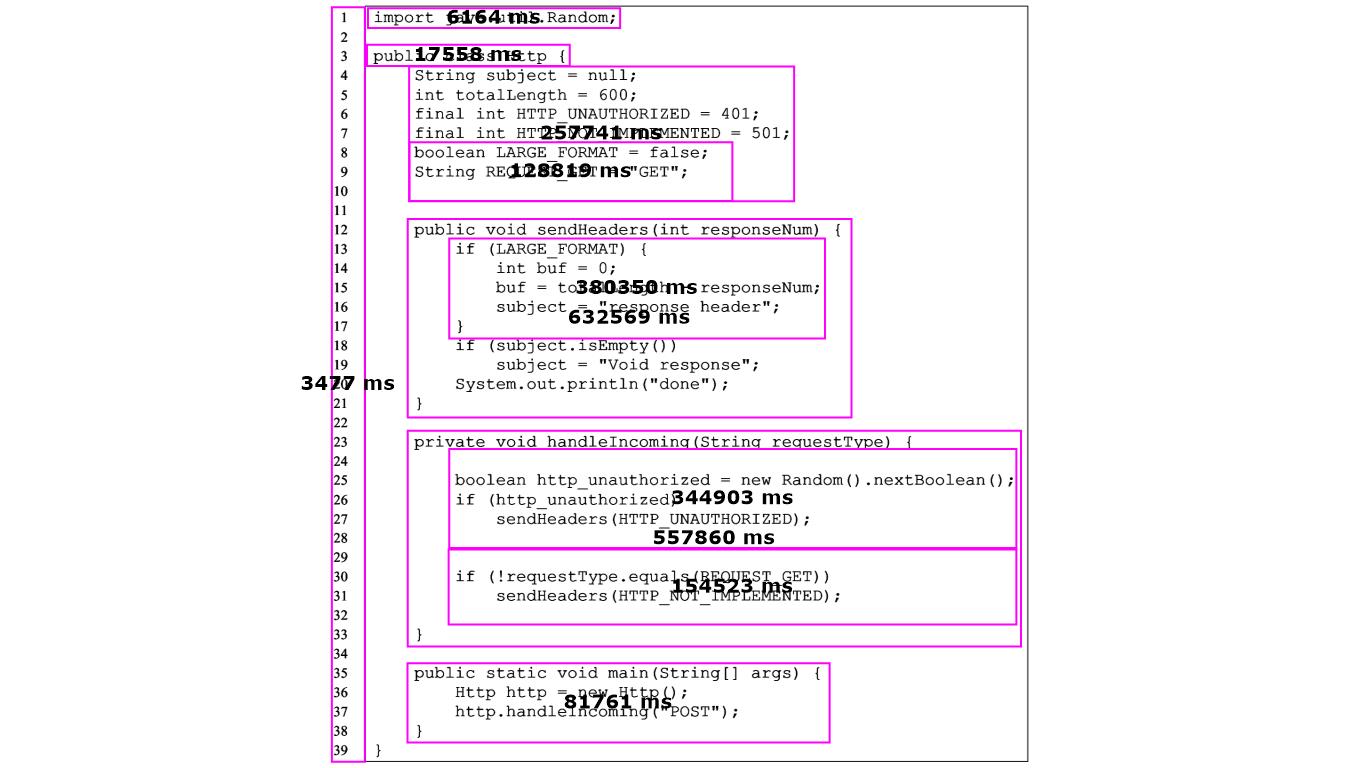 1 import Random;
6164 ms
2
3 public Http {
17558 ms
4 String subject = null;
5 int totalLength = 600;
6 final int HTTP_UNAUTHORIZED = 401;
7 final int HTTP_NOT_IMPLEMENTED = 501;
257741 ms
8 boolean LARGE_FORMAT = false;
9 String REQUEST_GET = "GET";
128819 ms
10
11
12 public void sendHeaders(int responseNum) {
13 if (LARGE_FORMAT) {
14 int buf = 0;
15 buf = totalLength responseNum;
380350 ms
16 subject = "response header";
632569 ms
17 }
18 if (subject.isEmpty())
19 subject = "Void response";
20 System.out.println("done");
3477 ms
21 }
22
23 private void handleIncoming(String requestType) {
24
25 boolean http_unauthorized = new Random().nextBoolean();
26 if (http_unauthorized)
344903 ms
27 sendHeaders(HTTP_UNAUTHORIZED);
28
557860 ms
29
30 if (!requestType.equals(REQUEST_GET))
154523 ms
31 sendHeaders(HTTP_NOT_IMPLEMENTED);
32
33 }
34
35 public static void main(String[] args) {
36 Http http = new Http();
81761 ms
37 http.handleIncoming("POST");
38 }
39 }